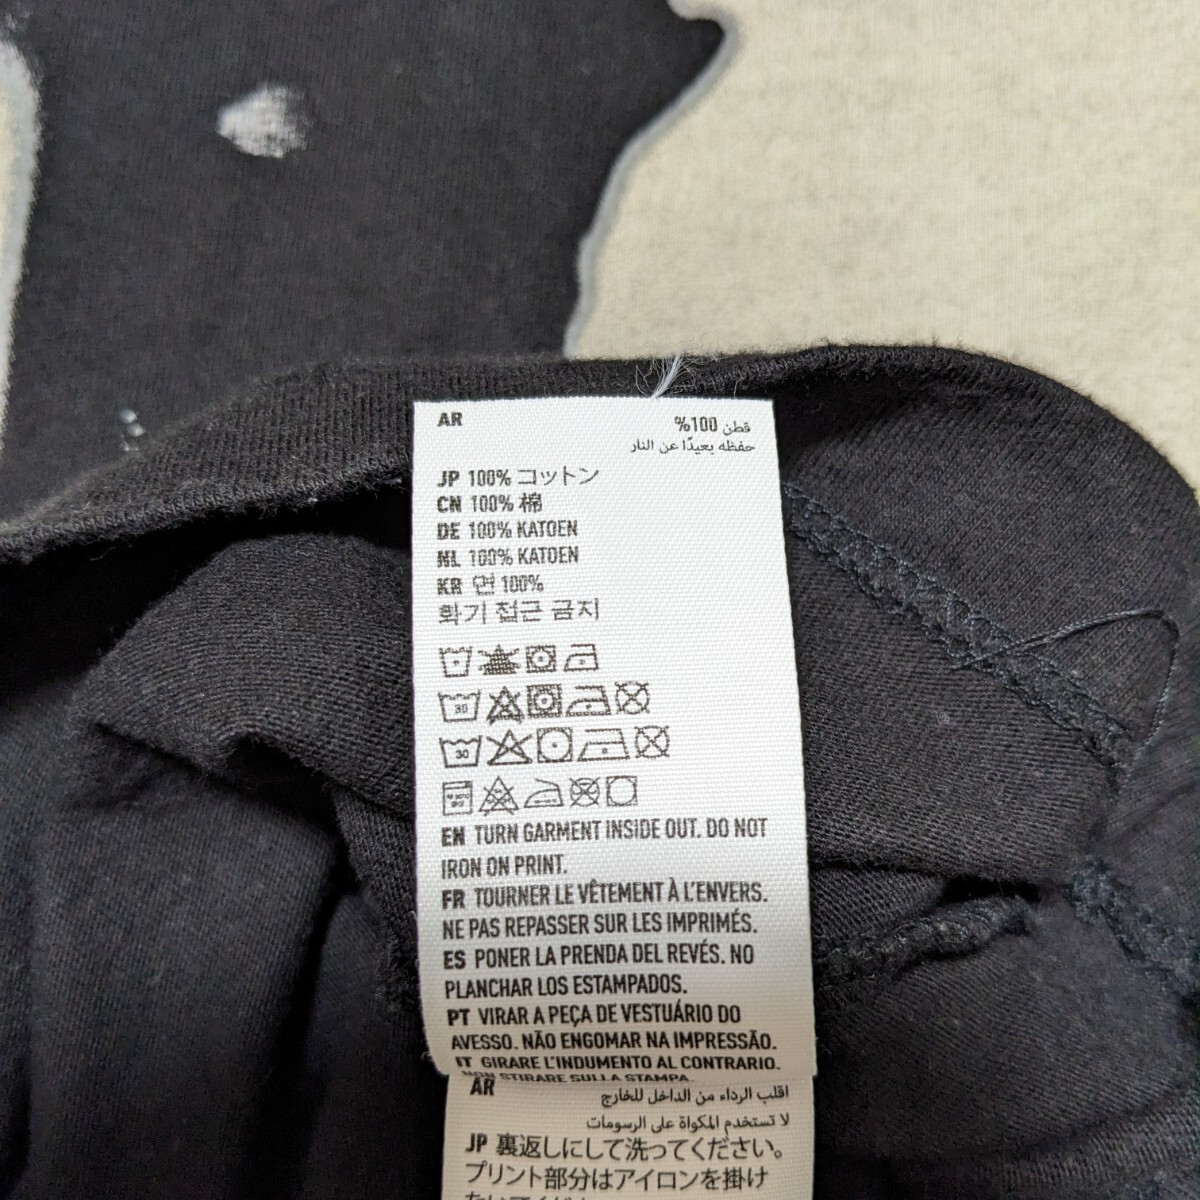 AR
قطن 100%
حفظه بعيدًا عن النار
JP 100% コットン
CN 100% 棉
DE 100% KATOEN
NL 100% KATOEN
KR 면 100%
화기 접근 금지
30
30
EN TURN GARMENT INSIDE OUT. DO NOT
IRON ON PRINT.
FR TOURNER LE VÊTEMENT À L'ENVERS.
NE PAS REPASSER SUR LES IMPRIMÉS.
ES PONER LA PRENDA DEL REVÉS. NO
PLANCHAR LOS ESTAMPADOS.
PT VIRAR A PEÇA DE VESTUÁRIO DO
AVESSO. NÃO ENGOMAR NA IMPRESSÃO.
IT GIRARE L'INDUMENTO AL CONTRARIO.
NON STIRARE SULLA STAMPA.
AR
اقلب الرداء من الداخل للخارج
لا تستخدم المكواة على الرسومات
JP 裏返しにして洗ってください。
プリント部分はアイロンを掛け